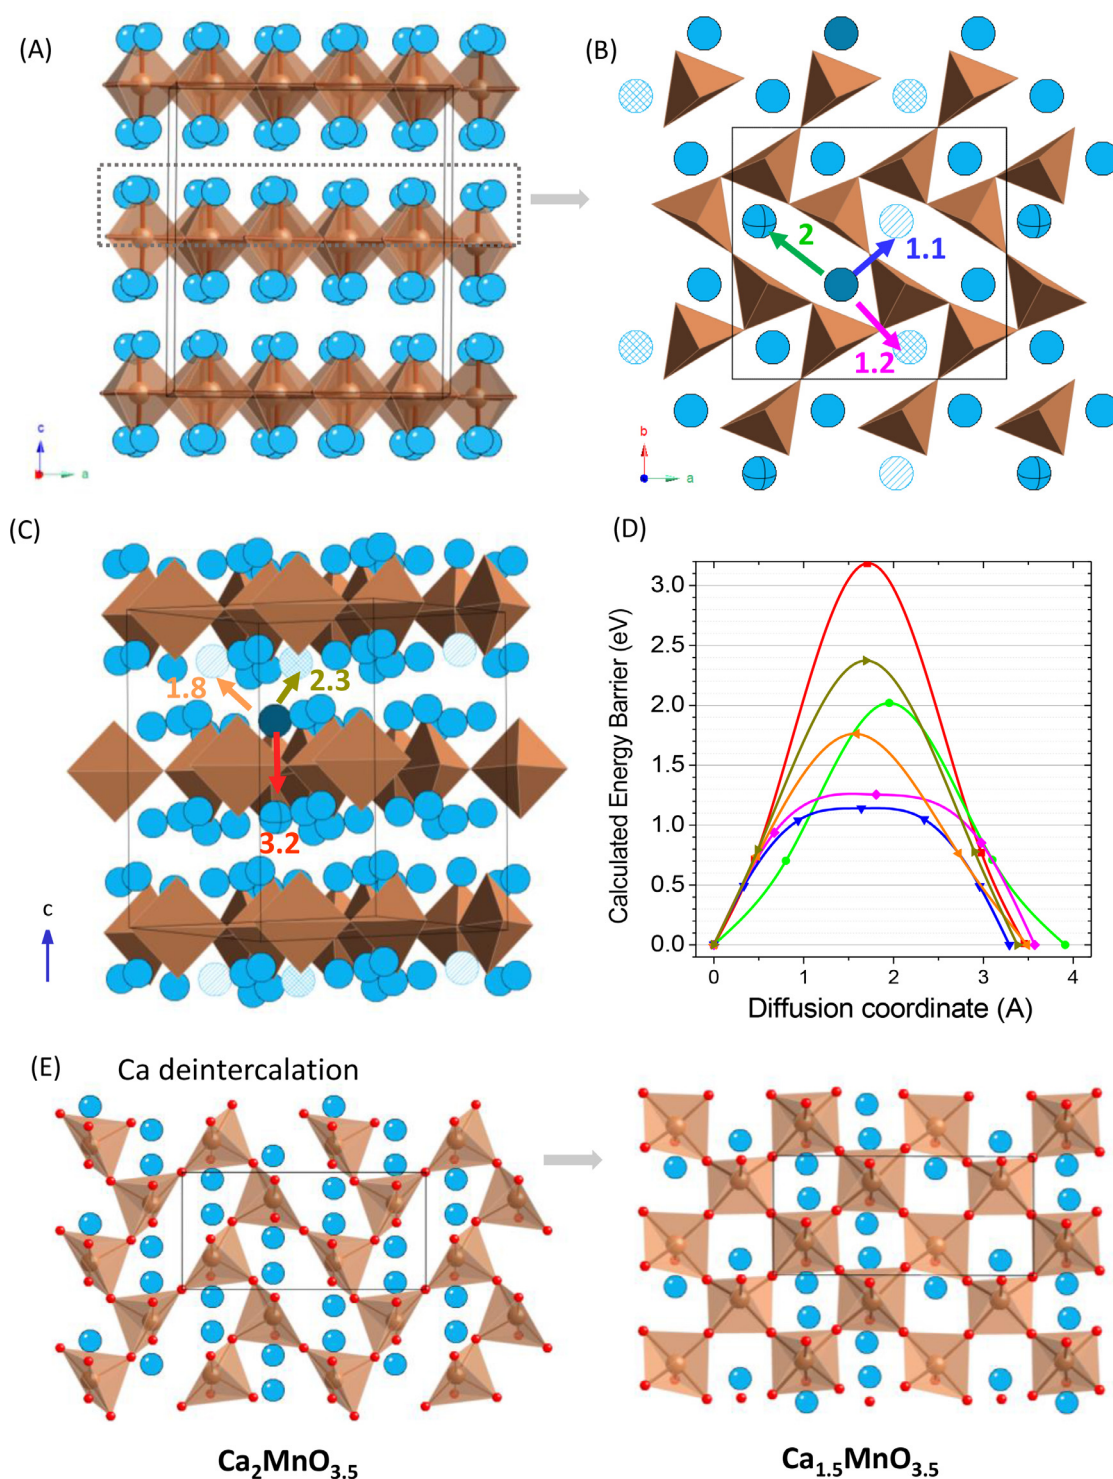 (A)
(B)
c
a
2
1.1
1.2
b
a
(C)
1.8
2.3
3.2
c
(D)
Calculated Energy Barrier (eV)
3.0
2.5
2.0
1.5
1.0
0.5
0.0
0 1 2 3 4
Diffusion coordinate (A)
(E) Ca deintercalation
Ca₂MnO₃.₅
Ca₁.₅MnO₃.₅